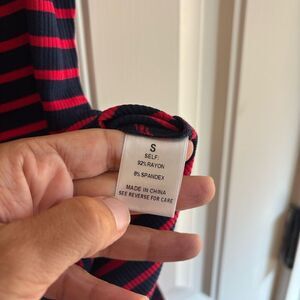 S
SELF:
92% RAYON
8% SPANDEX
MADE IN CHINA
SEE REVERSE FOR CARE